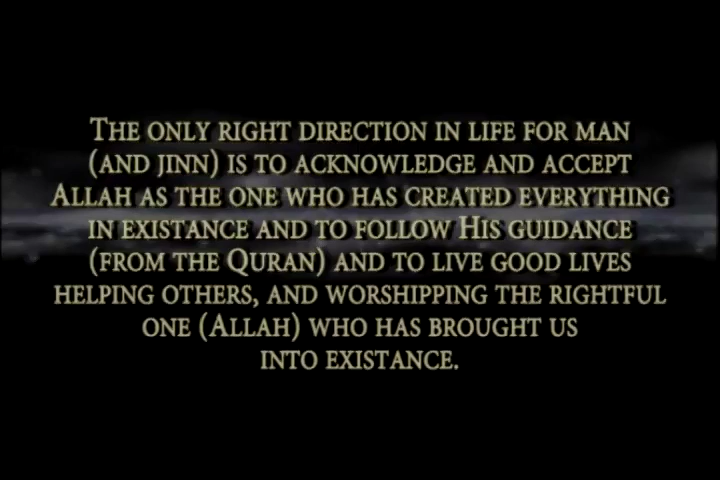 The only right direction in life for man
(and jinn) is to acknowledge and accept
Allah as the one who has created everything
in existance and to follow His guidance
(from the Quran) and to live good lives
helping others, and worshipping the rightful
one (Allah) who has brought us
into existance.